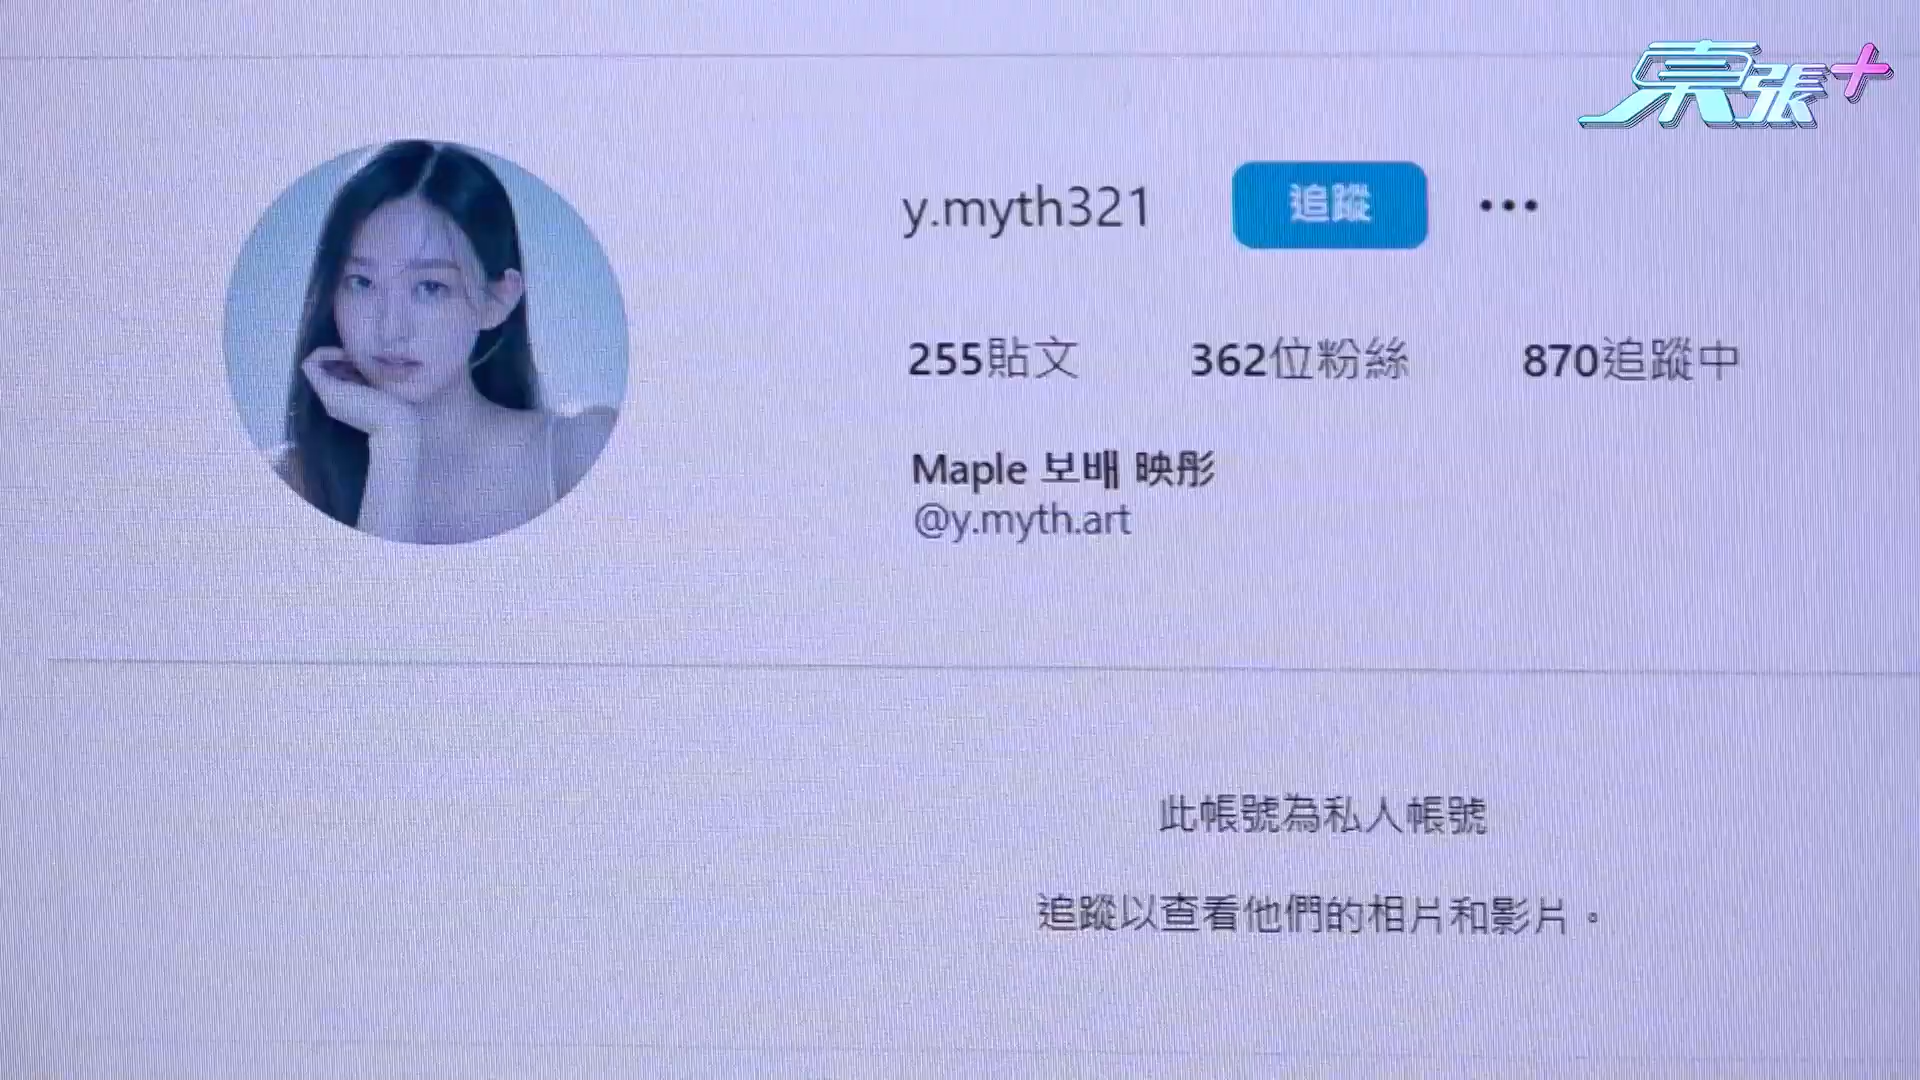 東張+
y.myth321 追蹤
255貼文 362位粉絲 870追蹤中
Maple 보배 映彤
@y.myth.art
此帳號為私人帳號
追蹤以查看他們的相片和影片。